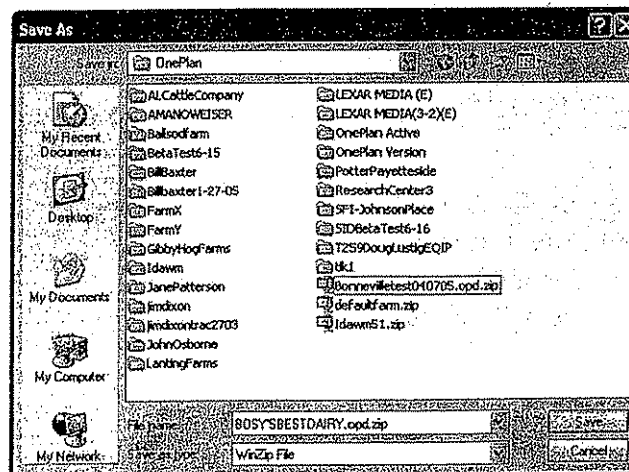 Save As
Save in: OnePlan
My Recent Documents
Desktop
My Documents
My Computer
My Network
ALCattleCompany
AMANOWEISER
BallsodFarm
BetaTest6-15
BillBaxter
Billbaxter1-27-05
FarmX
FarmY
GibbyHogFarms
Idawm
JanePatterson
jimdixon
jimdixontrac2703
JohnOsborne
LantingFarms
LEXAR MEDIA (E)
LEXAR MEDIA(3-2)(E)
OnePlan Active
OnePlan Version
PotterPayetteside
ResearchCenter3
SFI-JohnsonPlace
SIDBetaTest6-16
T259DougLustigEQIP
tlk1
Bonnevilletest040705.opd.zip
defaultfarm.zip
Idawm51.zip
File name: BOSY'SBESTDAIRY.opd.zip
Save
Save as type: WinZip File
Cancel